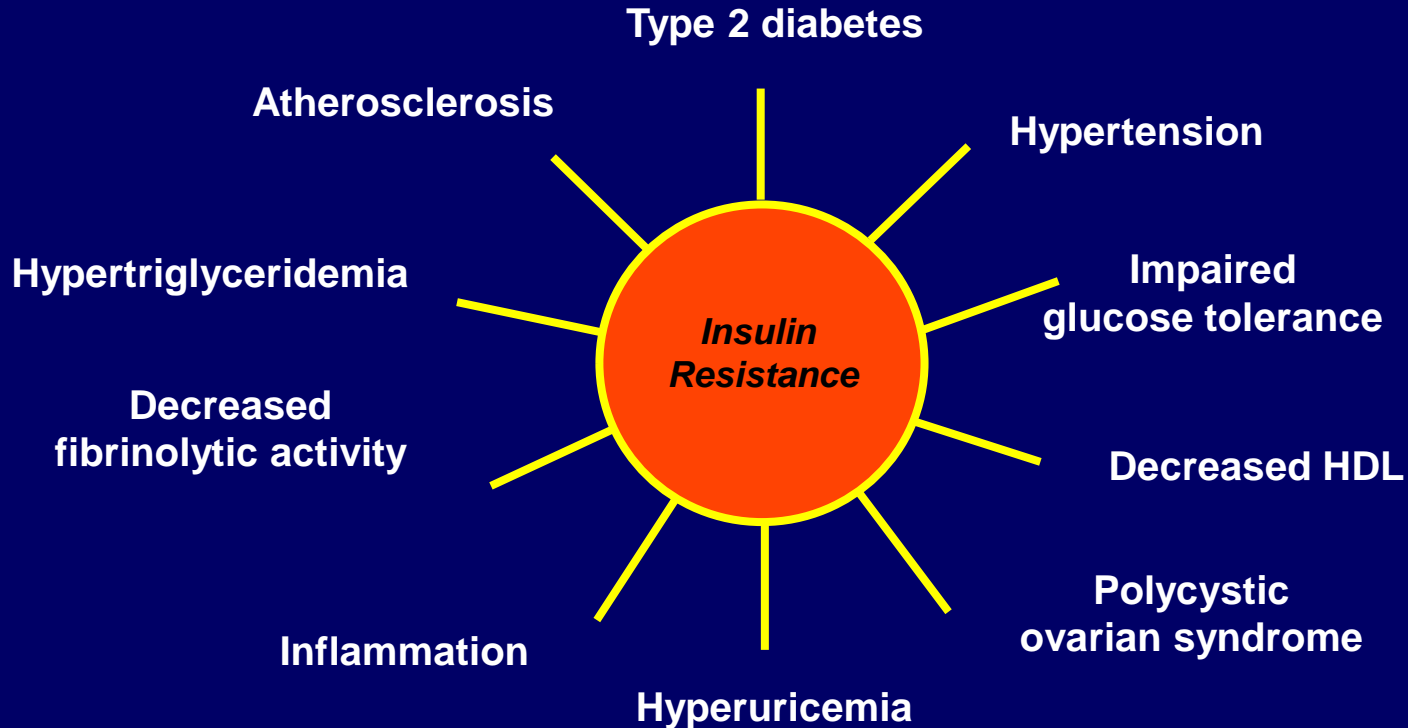 Type 2 diabetes
Atherosclerosis
Hypertension
Hypertriglyceridemia
Impaired
glucose tolerance
Insulin
Resistance
Decreased
fibrinolytic activity
Decreased HDL
Polycystic
ovarian syndrome
Inflammation
Hyperuricemia